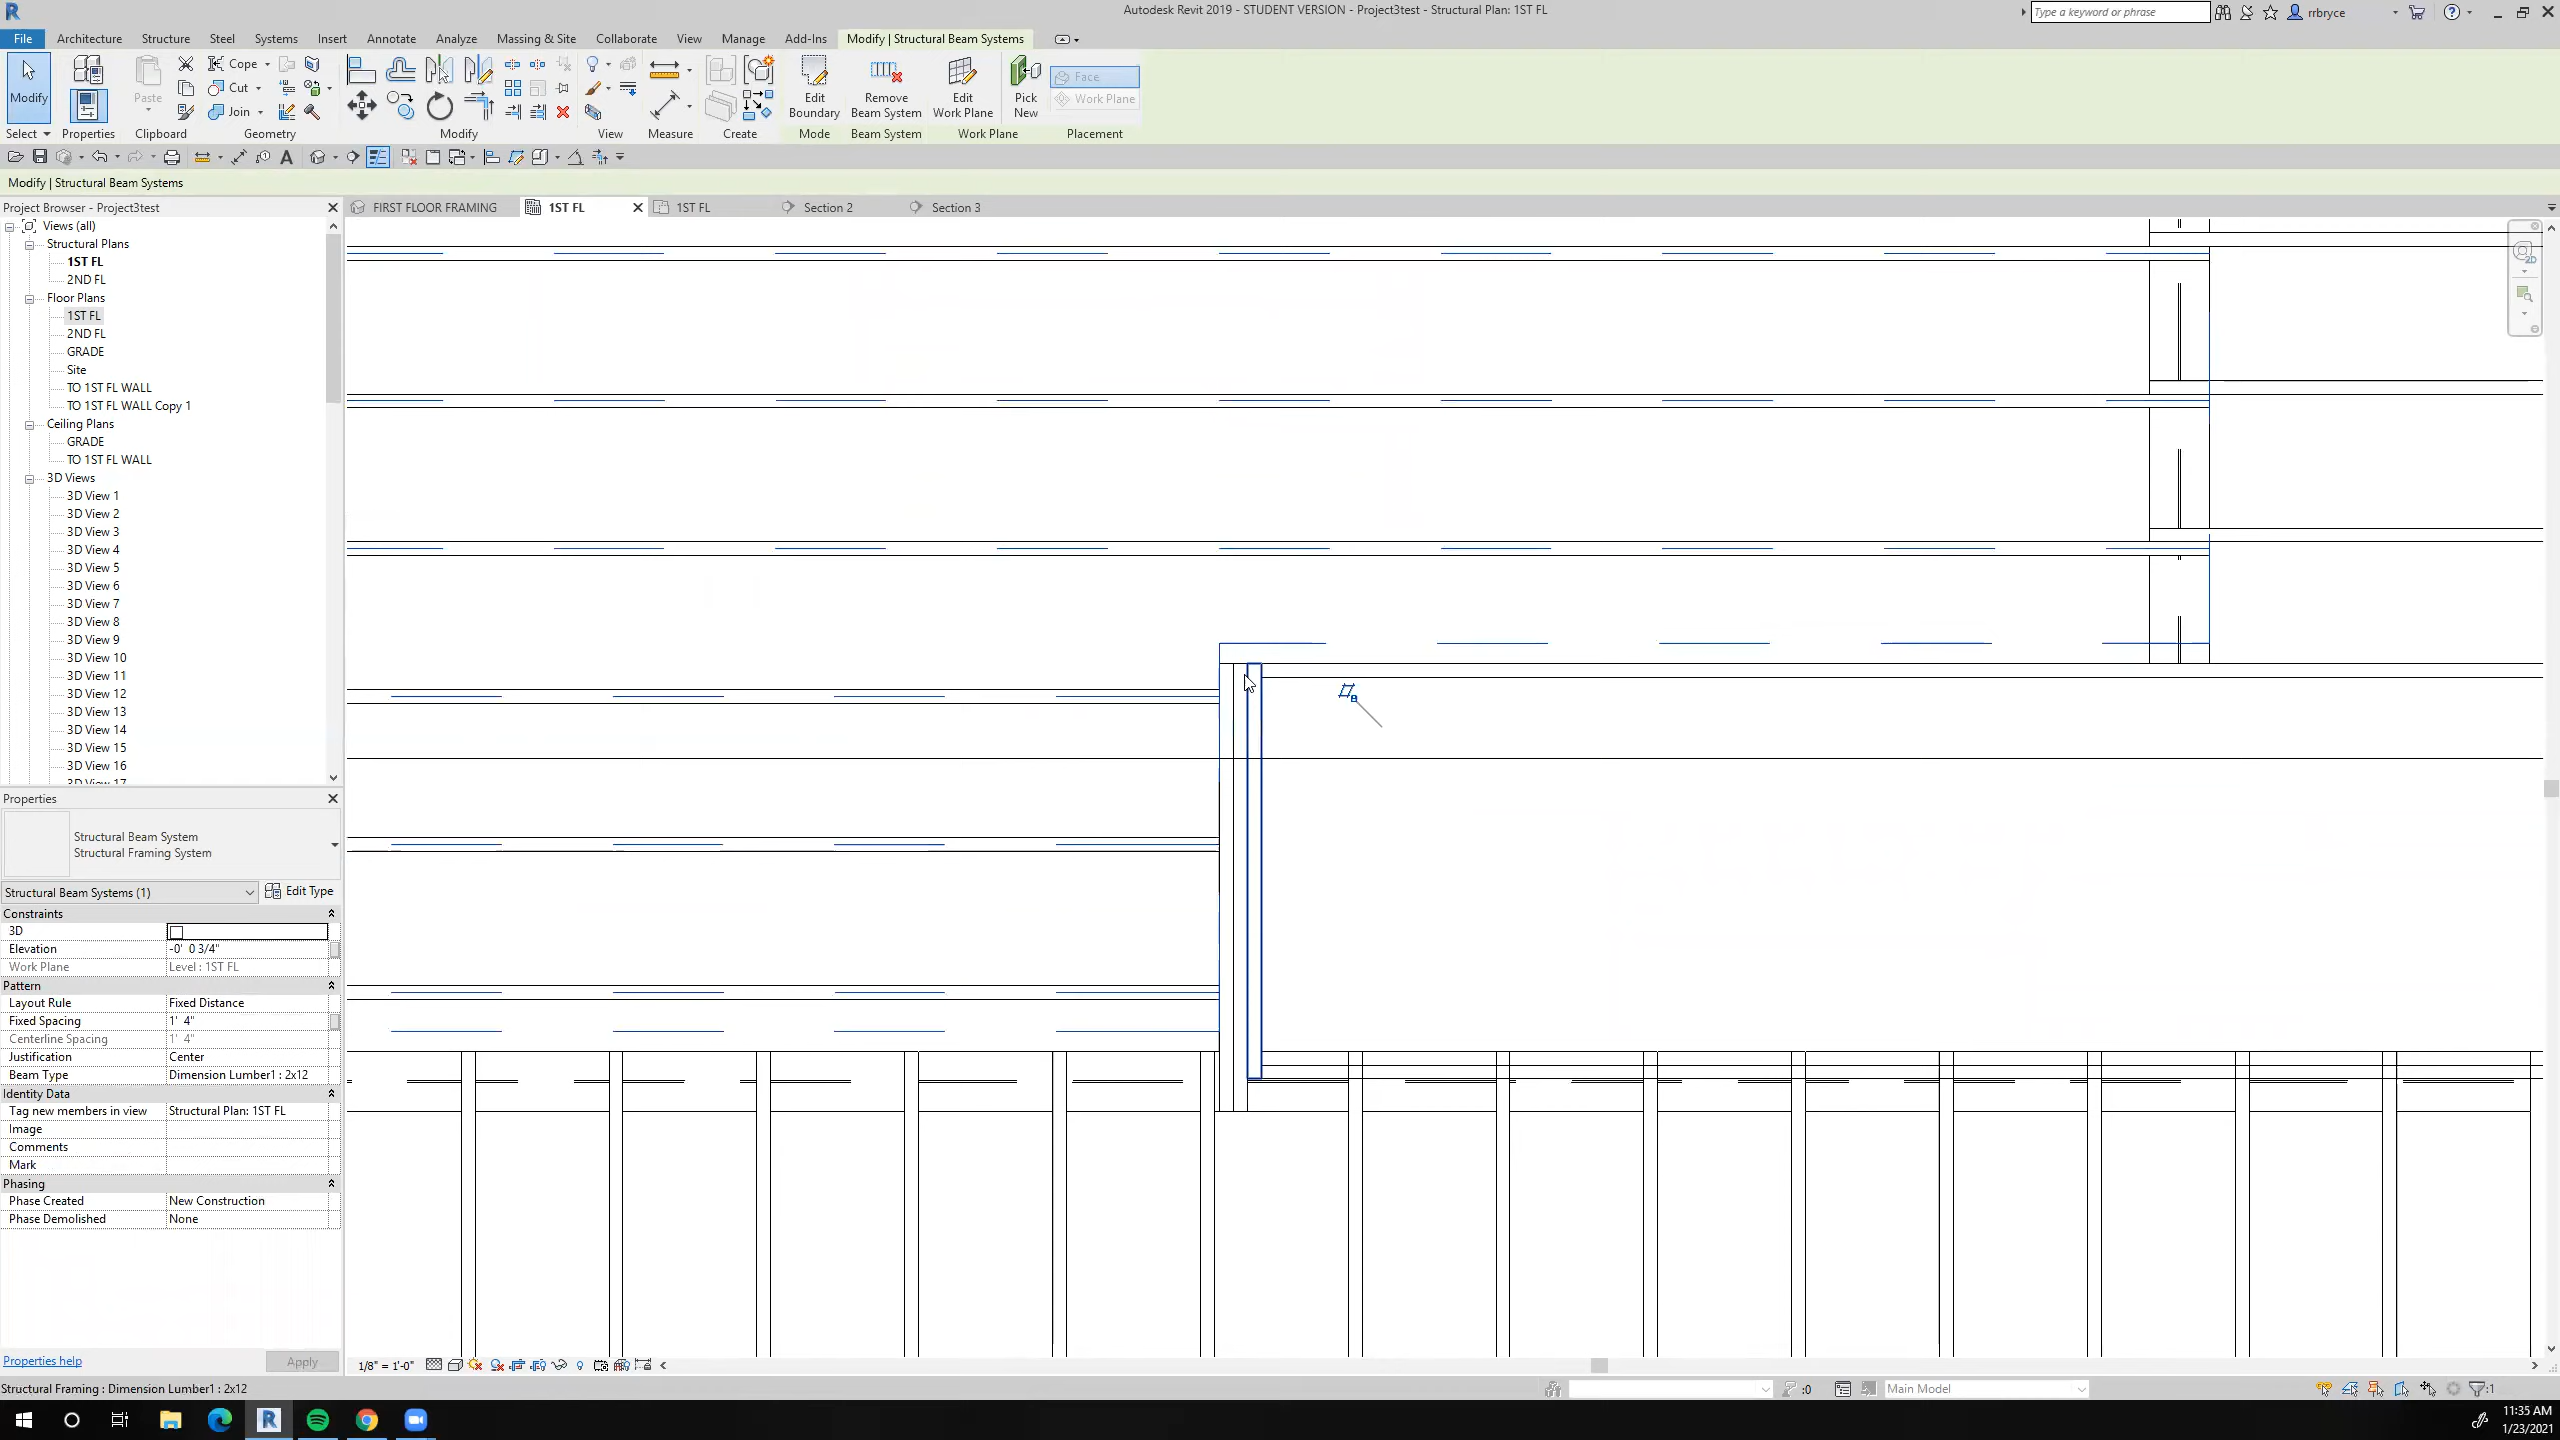 Autodesk Revit 2019 - STUDENT VERSION - Project3test - Structural Plan: 1ST FL
Type a keyword or phrase
rrbryce
File Architecture Structure Steel Systems Insert Annotate Analyze Massing & Site Collaborate View Manage Add-Ins Modify | Structural Beam Systems
Modify
Paste
Cope
Cut
Join
Edit Boundary
Remove Beam System
Edit Work Plane
Pick New
Face
Work Plane
Select Properties Clipboard Geometry Modify View Measure Create Mode Beam System Work Plane Placement
Modify | Structural Beam Systems
Project Browser - Project3test
FIRST FLOOR FRAMING 1ST FL 1ST FL Section 2 Section 3
Views (all)
Structural Plans
1ST FL
2ND FL
Floor Plans
1ST FL
2ND FL
GRADE
Site
TO 1ST FL WALL
TO 1ST FL WALL Copy 1
Ceiling Plans
GRADE
TO 1ST FL WALL
3D Views
3D View 1
3D View 2
3D View 3
3D View 4
3D View 5
3D View 6
3D View 7
3D View 8
3D View 9
3D View 10
3D View 11
3D View 12
3D View 13
3D View 14
3D View 15
3D View 16
3D View 17
Properties
Structural Beam System
Structural Framing System
Structural Beam Systems (1) Edit Type
Constraints
3D
Elevation -0' 0 3/4"
Work Plane Level : 1ST FL
Pattern
Layout Rule Fixed Distance
Fixed Spacing 1' 4"
Centerline Spacing 1' 4"
Justification Center
Beam Type Dimension Lumber1 : 2x12
Identity Data
Tag new members in view Structural Plan: 1ST FL
Image
Comments
Mark
Phasing
Phase Created New Construction
Phase Demolished None
Properties help Apply
1/8" = 1'-0"
Structural Framing : Dimension Lumber1 : 2x12
:0
Main Model
:1
11:35 AM
1/23/2021